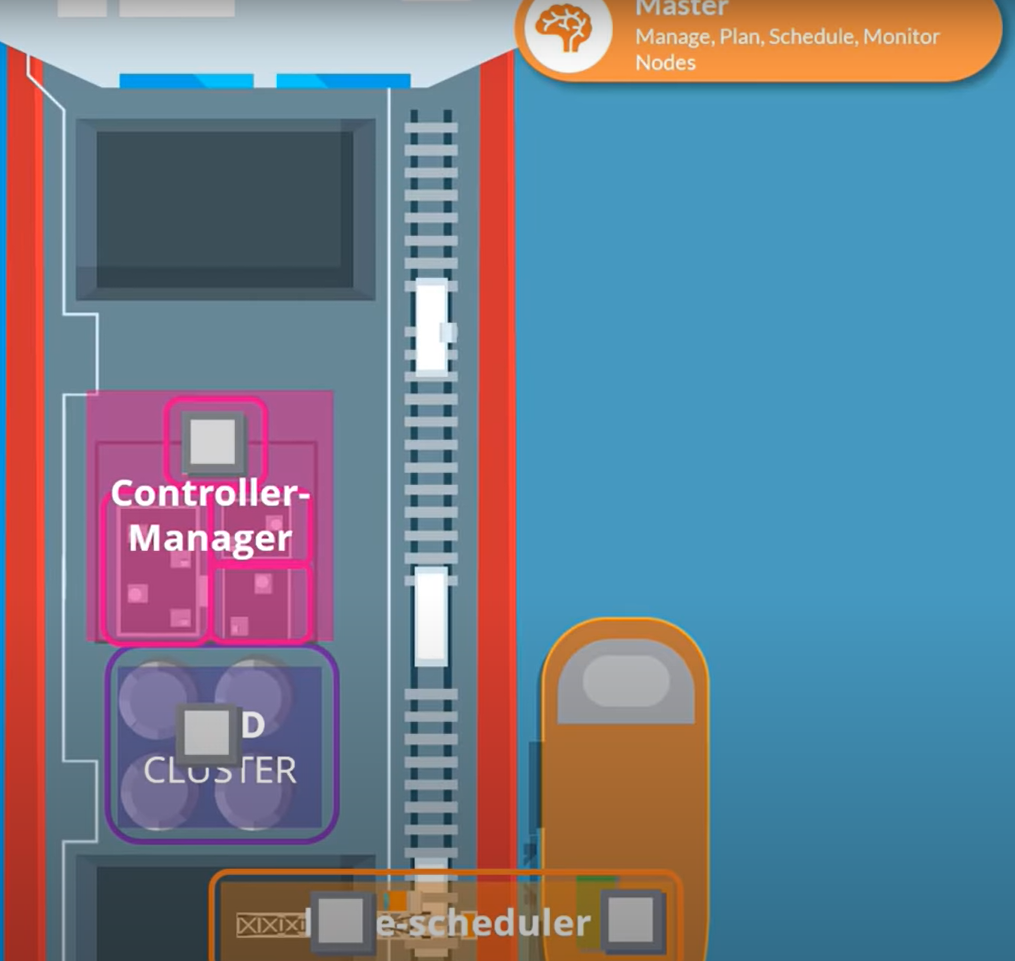 Master
Manage, Plan, Schedule, Monitor
Nodes
Controller-
Manager
D
CLUSTER
e-scheduler